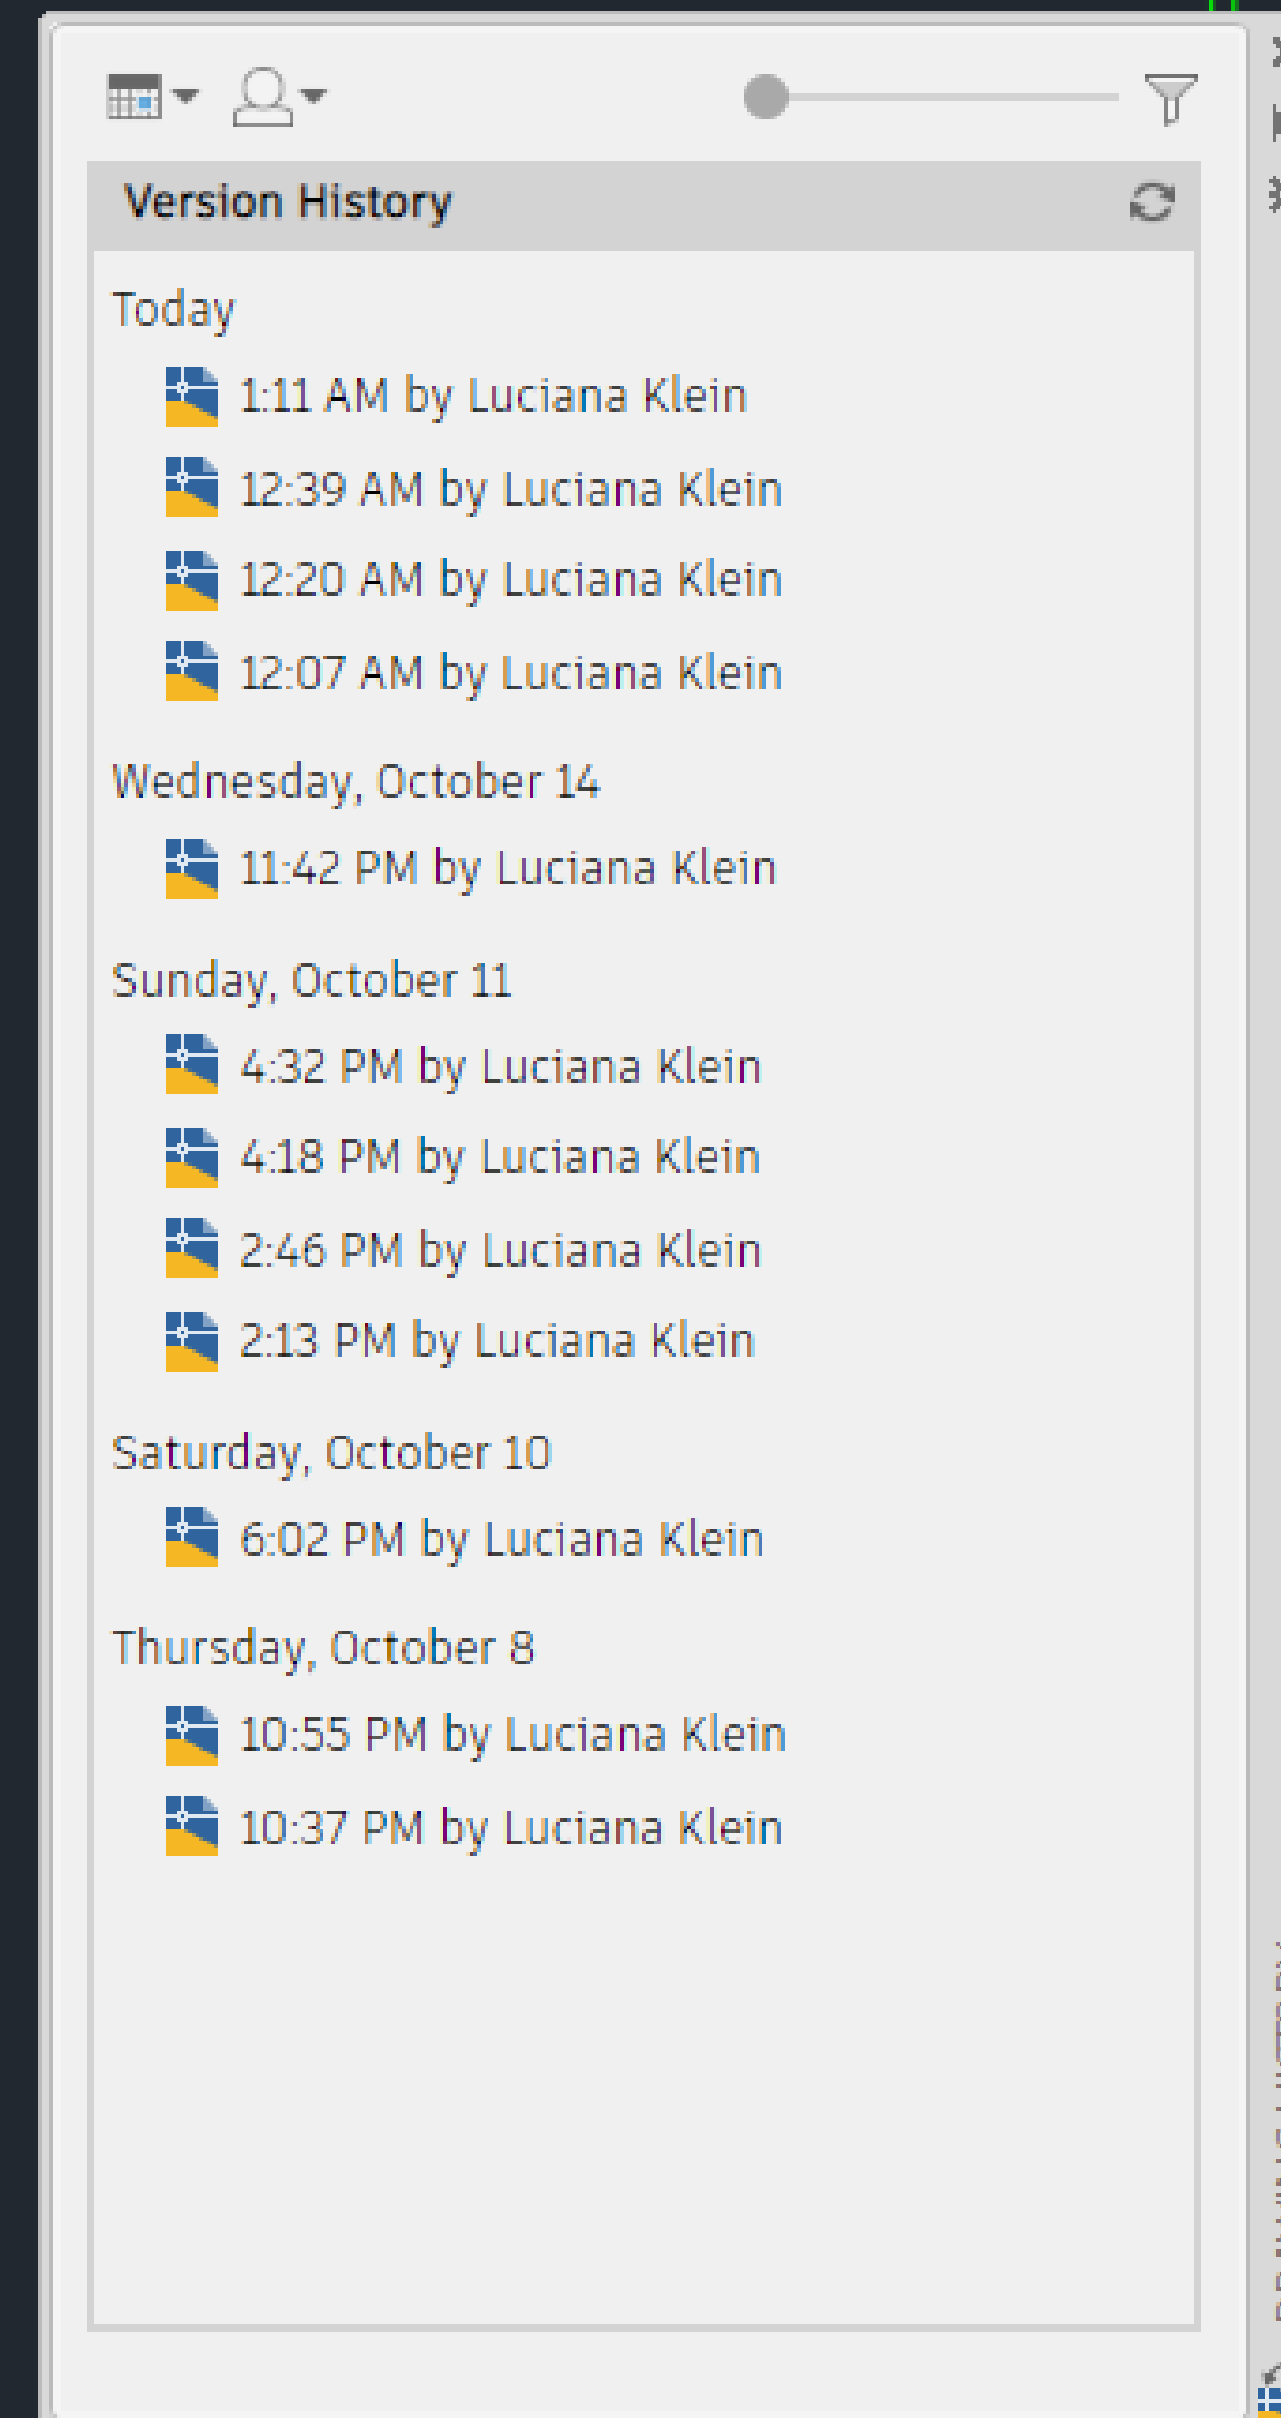 Version History
Today
1:11 AM by Luciana Klein
12:39 AM by Luciana Klein
12:20 AM by Luciana Klein
12:07 AM by Luciana Klein
Wednesday, October 14
11:42 PM by Luciana Klein
Sunday, October 11
4:32 PM by Luciana Klein
4:18 PM by Luciana Klein
2:46 PM by Luciana Klein
2:13 PM by Luciana Klein
Saturday, October 10
6:02 PM by Luciana Klein
Thursday, October 8
10:55 PM by Luciana Klein
10:37 PM by Luciana Klein